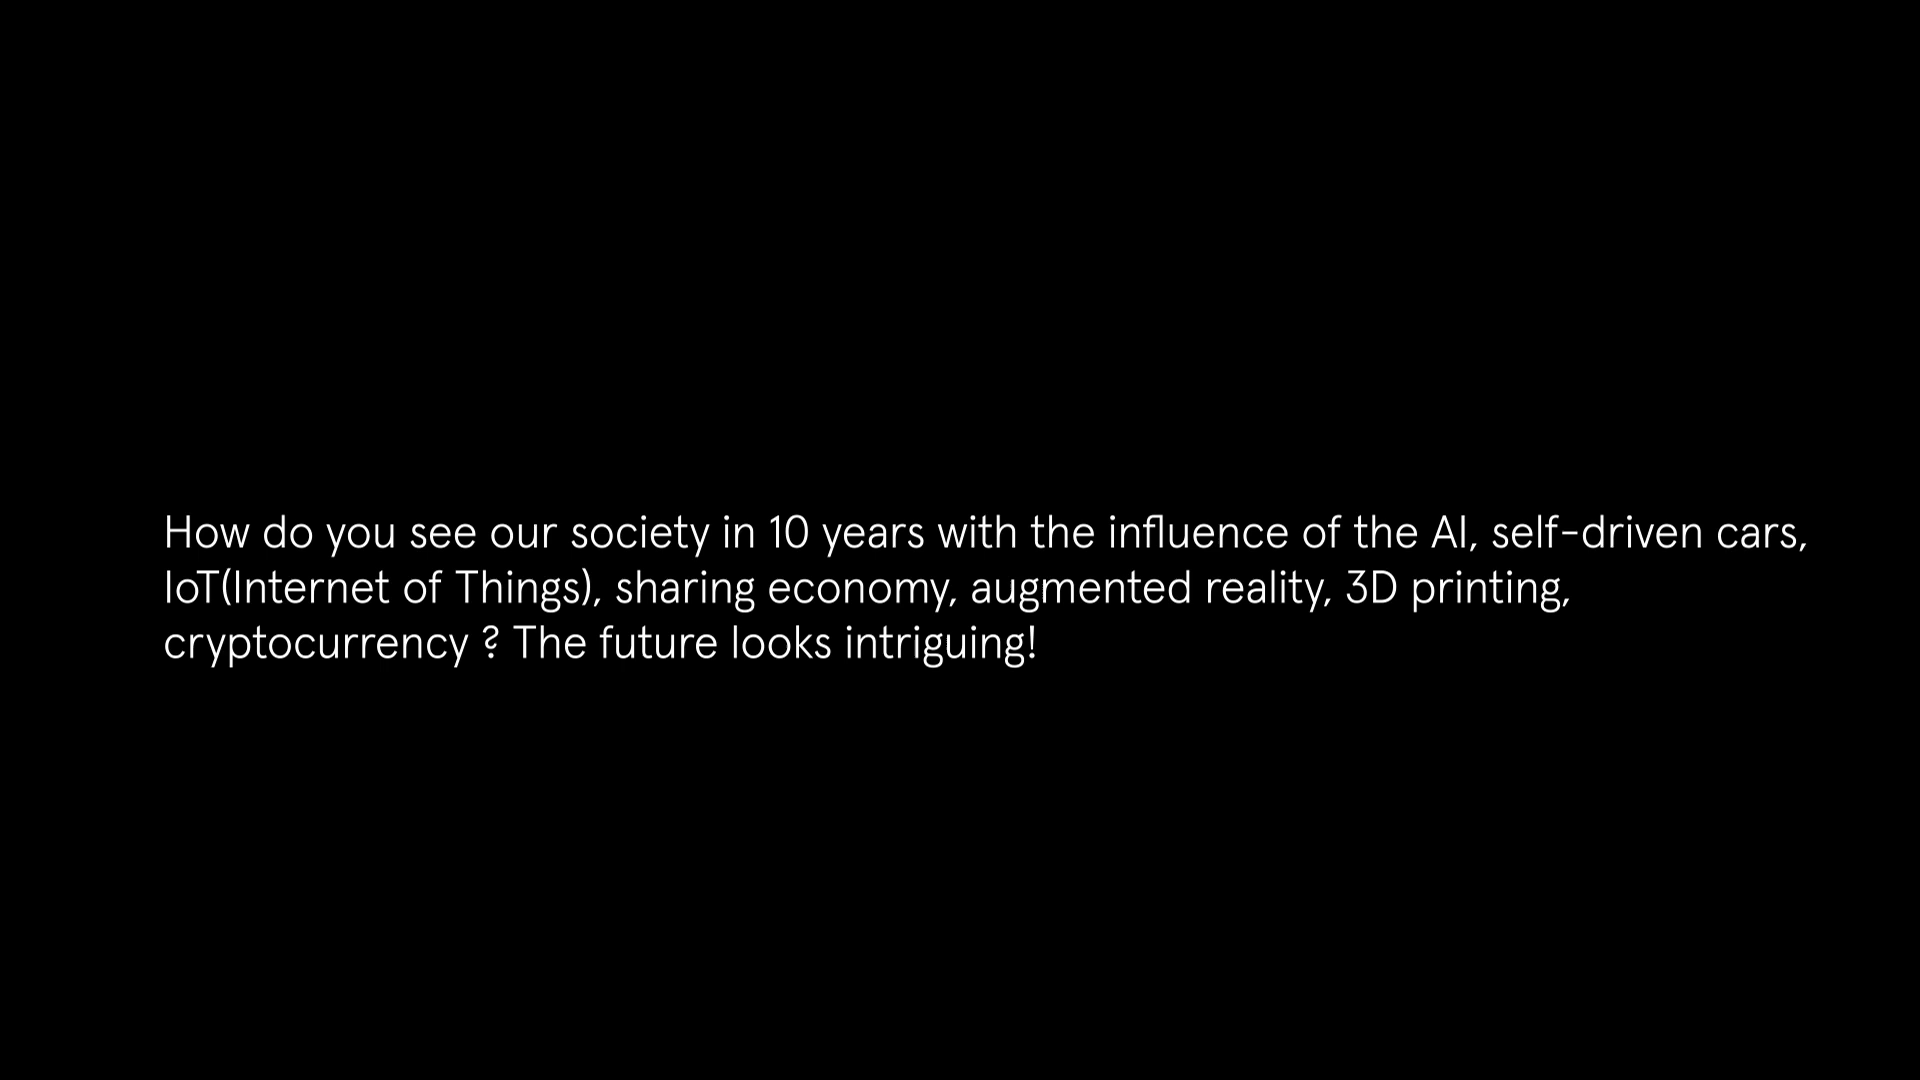 How do you see our society in 10 years with the influence of the AI, self-driven cars,
IoT(Internet of Things), sharing economy, augmented reality, 3D printing,
cryptocurrency ? The future looks intriguing!